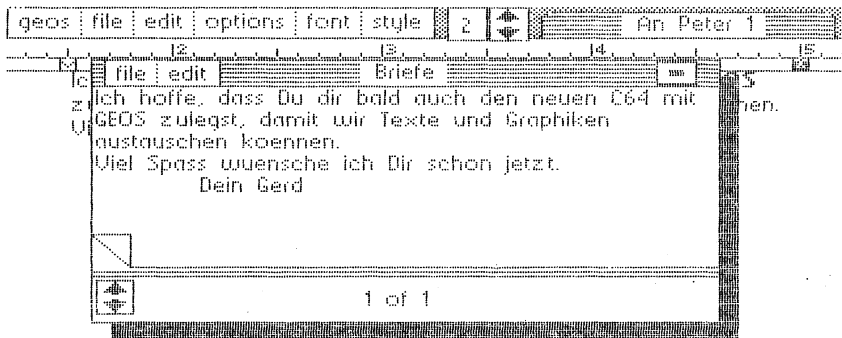 geos file edit options font style 2 An Peter 1
2 3 4 5
file edit Briefe
Ich hoffe, dass Du dir bald auch den neuen C64 mit
GEOS zulegst, damit wir Texte und Graphiken
austauschen koennen.
Viel Spass wuensche ich Dir schon jetzt.
Dein Gerd
1 of 1